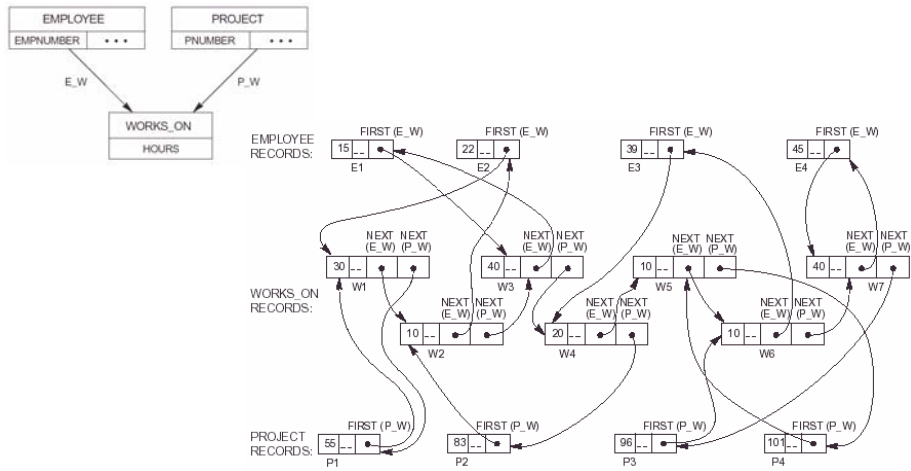 EMPLOYEE
EMPNUMBER • • •
PROJECT
PNUMBER • • •
E_W
P_W
WORKS_ON
HOURS
EMPLOYEE
RECORDS:
FIRST (E_W)
15 _ _
E1
FIRST (E_W)
22 _ _
E2
FIRST (E_W)
39 _ _
E3
FIRST (E_W)
45 _ _
E4
WORKS_ON
RECORDS:
NEXT NEXT
(E_W) (P_W)
30 _ _
W1
NEXT NEXT
(E_W) (P_W)
40 _ _
W3
NEXT NEXT
(E_W) (P_W)
10 _ _
W5
NEXT NEXT
(E_W) (P_W)
40 _ _
W7
NEXT NEXT
(E_W) (P_W)
10 _ _
W2
NEXT NEXT
(E_W) (P_W)
20 _ _
W4
NEXT NEXT
(E_W) (P_W)
10 _ _
W6
PROJECT
RECORDS:
FIRST (P_W)
55 _ _
P1
FIRST (P_W)
83 _ _
P2
FIRST (P_W)
96 _ _
P3
FIRST (P_W)
101 _ _
P4